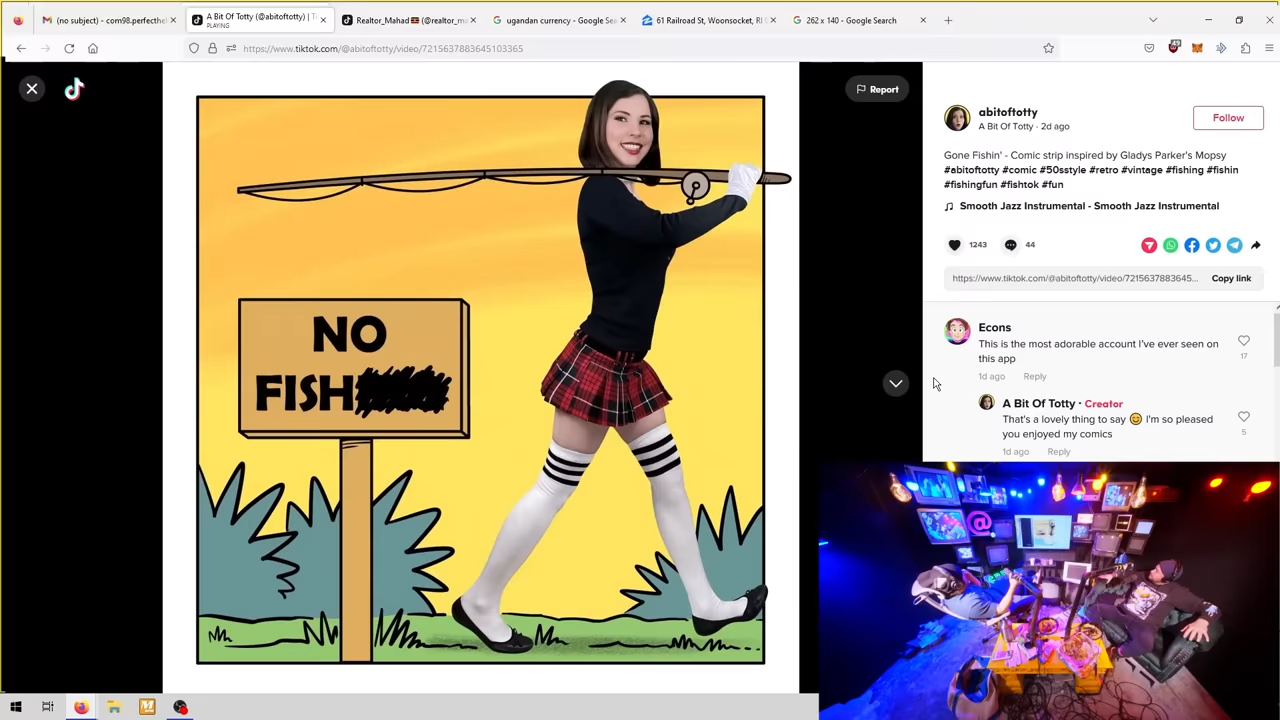 (no subject) - com98.perfecthe
A Bit Of Totty (@abitoftotty) | Ti
PLAYING
Realtor_Mahad 🇺🇬 (@realtor_ma
ugandan currency - Google Sea
61 Railroad St, Woonsocket, RI 0
262 x 140 - Google Search
https://www.tiktok.com/@abitoftotty/video/7215637883645103365
Report
NO
FISH
abitoftotty
A Bit Of Totty · 2d ago
Follow
Gone Fishin' - Comic strip inspired by Gladys Parker's Mopsy
#abitoftotty #comic #50sstyle #retro #vintage #fishing #fishin
#fishingfun #fishtok #fun
Smooth Jazz Instrumental - Smooth Jazz Instrumental
1243
44
https://www.tiktok.com/@abitoftotty/video/7215637883645...
Copy link
Econs
This is the most adorable account I've ever seen on
this app
17
1d ago Reply
A Bit Of Totty · Creator
That's a lovely thing to say 😊 I'm so pleased
you enjoyed my comics
5
1d ago Reply
@